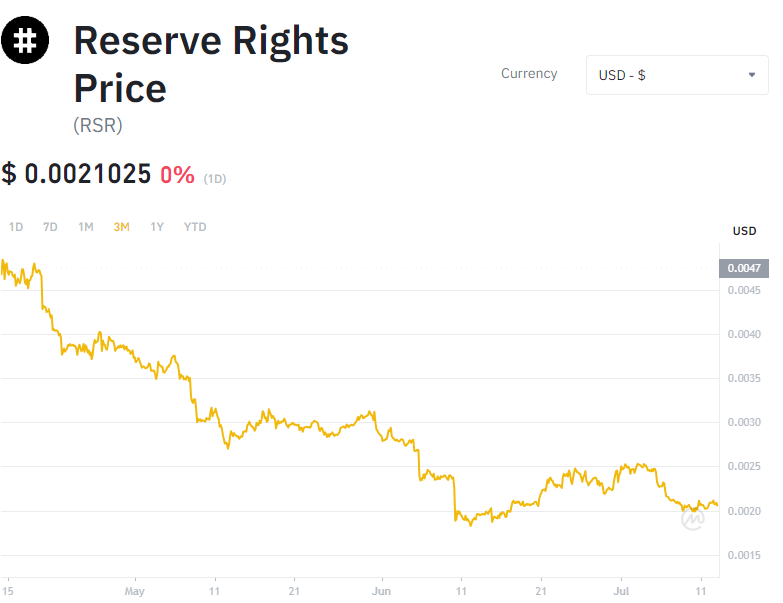 Reserve Rights
Price
(RSR)
Currency
USD - $
$ 0.0021025 0% (1D)
1D 7D 1M 3M 1Y YTD
USD
0.0047
0.0045
0.0040
0.0035
0.0030
0.0025
0.0020
0.0015
15 May 11 21 Jun 11 21 Jul 11